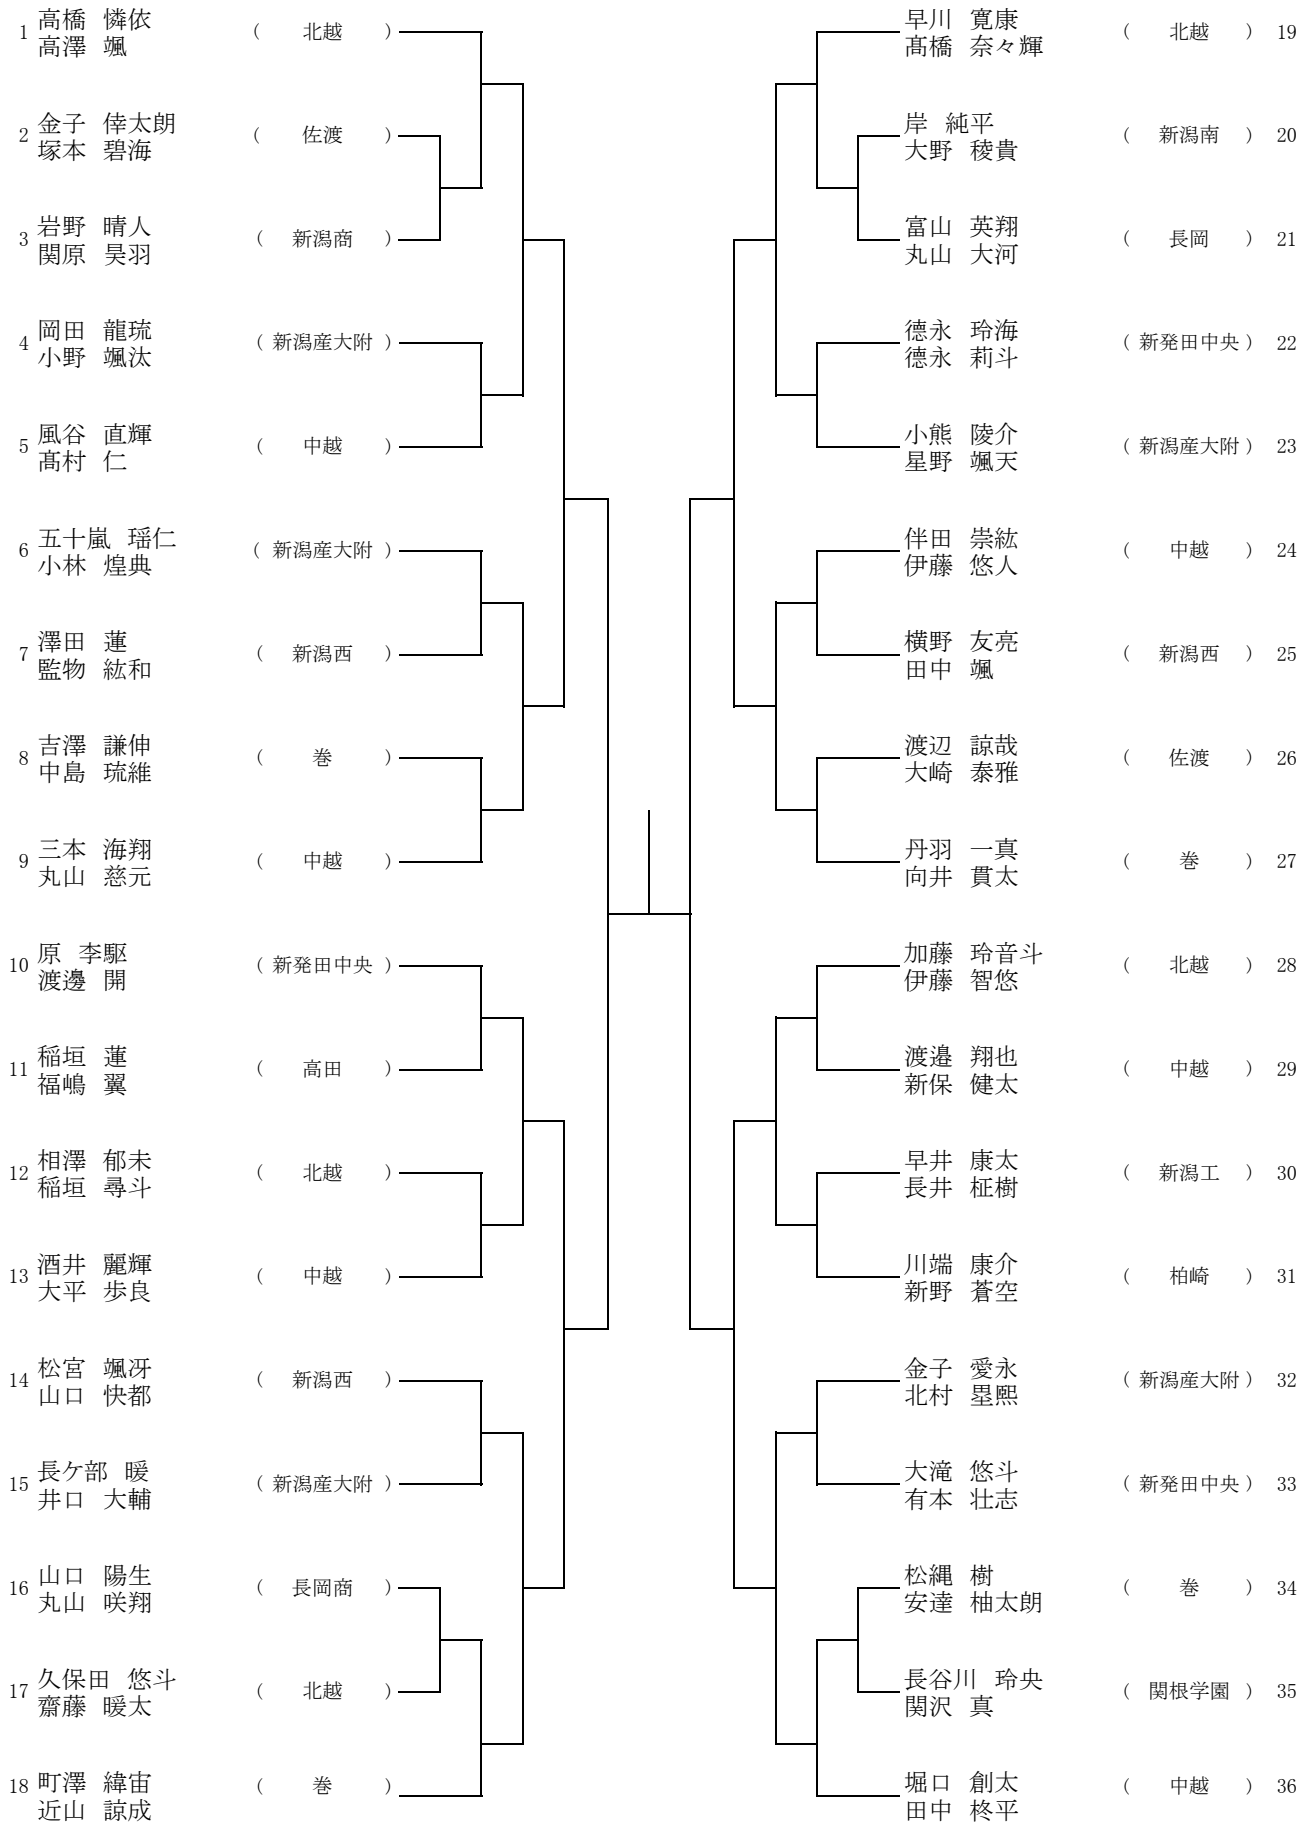 1 高橋 憐依 ( 北越 )
高澤 颯
2 金子 倖太朗 ( 佐渡 )
塚本 碧海
3 岩野 晴人 ( 新潟商 )
関原 昊羽
4 岡田 龍琉 ( 新潟産大附 )
小野 颯汰
5 風谷 直輝 ( 中越 )
髙村 仁
6 五十嵐 瑶仁 ( 新潟産大附 )
小林 煌典
7 澤田 蓮 ( 新潟西 )
監物 紘和
8 吉澤 謙伸 ( 巻 )
中島 琉維
9 三本 海翔 ( 中越 )
丸山 慈元
10 原 李駆 ( 新発田中央 )
渡邊 開
11 稲垣 蓮 ( 高田 )
福嶋 翼
12 相澤 郁未 ( 北越 )
稲垣 尋斗
13 酒井 麗輝 ( 中越 )
大平 歩良
14 松宮 颯冴 ( 新潟西 )
山口 快都
15 長ケ部 暖 ( 新潟産大附 )
井口 大輔
16 山口 陽生 ( 長岡商 )
丸山 咲翔
17 久保田 悠斗 ( 北越 )
齋藤 暖太
18 町澤 緯宙 ( 巻 )
近山 諒成
早川 寛康 ( 北越 ) 19
髙橋 奈々輝
岸 純平 ( 新潟南 ) 20
大野 稜貴
富山 英翔 ( 長岡 ) 21
丸山 大河
德永 玲海 ( 新発田中央 ) 22
德永 莉斗
小熊 陵介 ( 新潟産大附 ) 23
星野 颯天
伴田 崇紘 ( 中越 ) 24
伊藤 悠人
横野 友亮 ( 新潟西 ) 25
田中 颯
渡辺 諒哉 ( 佐渡 ) 26
大崎 泰雅
丹羽 一真 ( 巻 ) 27
向井 貫太
加藤 玲音斗 ( 北越 ) 28
伊藤 智悠
渡邉 翔也 ( 中越 ) 29
新保 健太
早井 康太 ( 新潟工 ) 30
長井 柾樹
川端 康介 ( 柏崎 ) 31
新野 蒼空
金子 愛永 ( 新潟産大附 ) 32
北村 塁熙
大滝 悠斗 ( 新発田中央 ) 33
有本 壮志
松縄 樹 ( 巻 ) 34
安達 柚太朗
長谷川 玲央 ( 関根学園 ) 35
関沢 真
堀口 創太 ( 中越 ) 36
田中 柊平